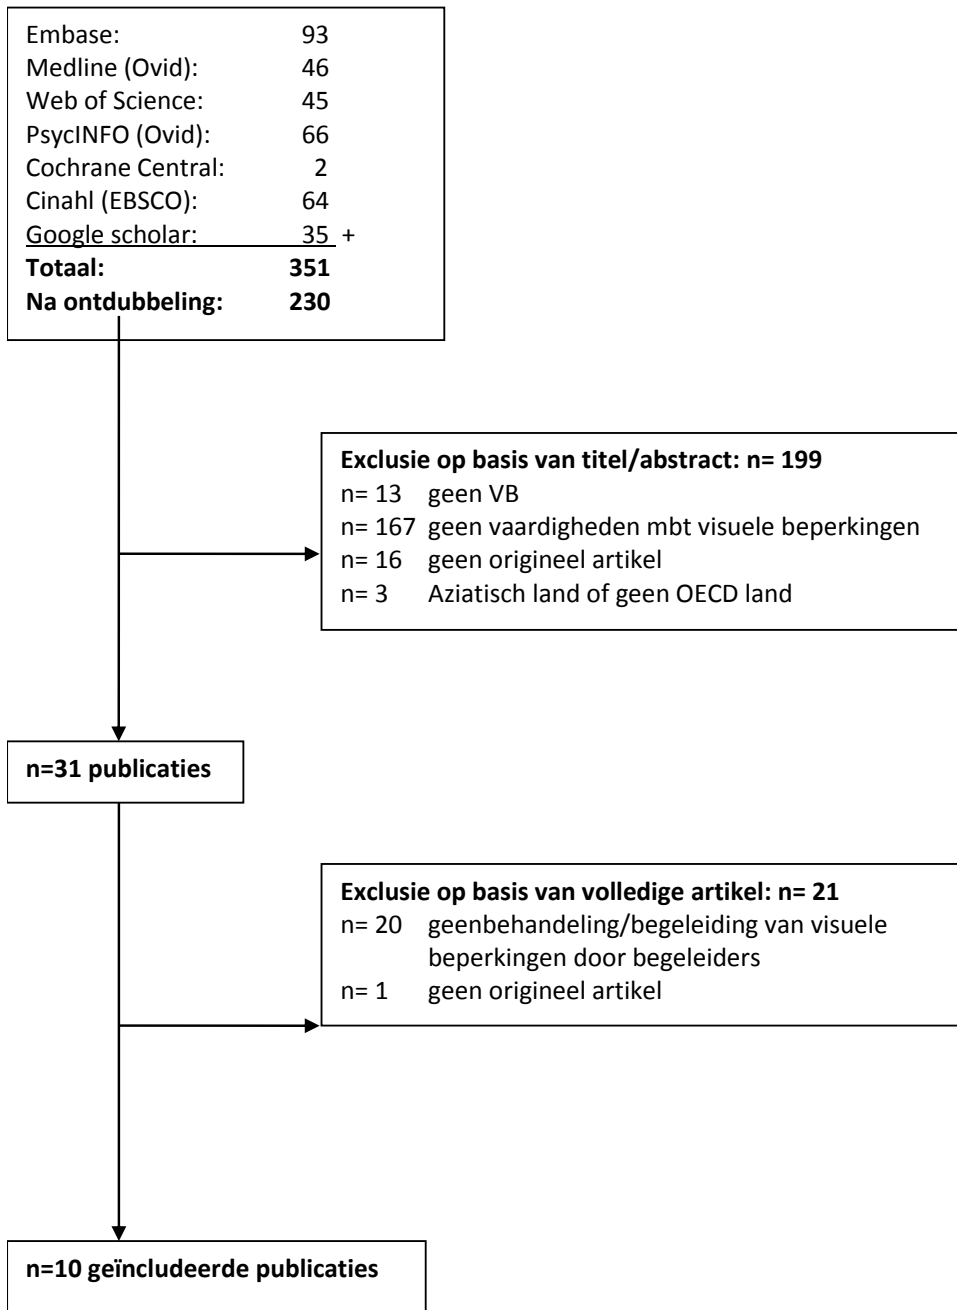 Embase: 93
Medline (Ovid): 46
Web of Science: 45
PsycINFO (Ovid): 66
Cochrane Central: 2
Cinahl (EBSCO): 64
Google scholar: 35 +
Totaal: 351
Na ontdubbeling: 230
Exclusie op basis van titel/abstract: n= 199
n= 13 geen VB
n= 167 geen vaardigheden mbt visuele beperkingen
n= 16 geen origineel artikel
n= 3 Aziatisch land of geen OECD land
n=31 publicaties
Exclusie op basis van volledige artikel: n= 21
n= 20 geenbehandeling/begeleiding van visuele
beperkingen door begeleiders
n= 1 geen origineel artikel
n=10 geïncludeerde publicaties